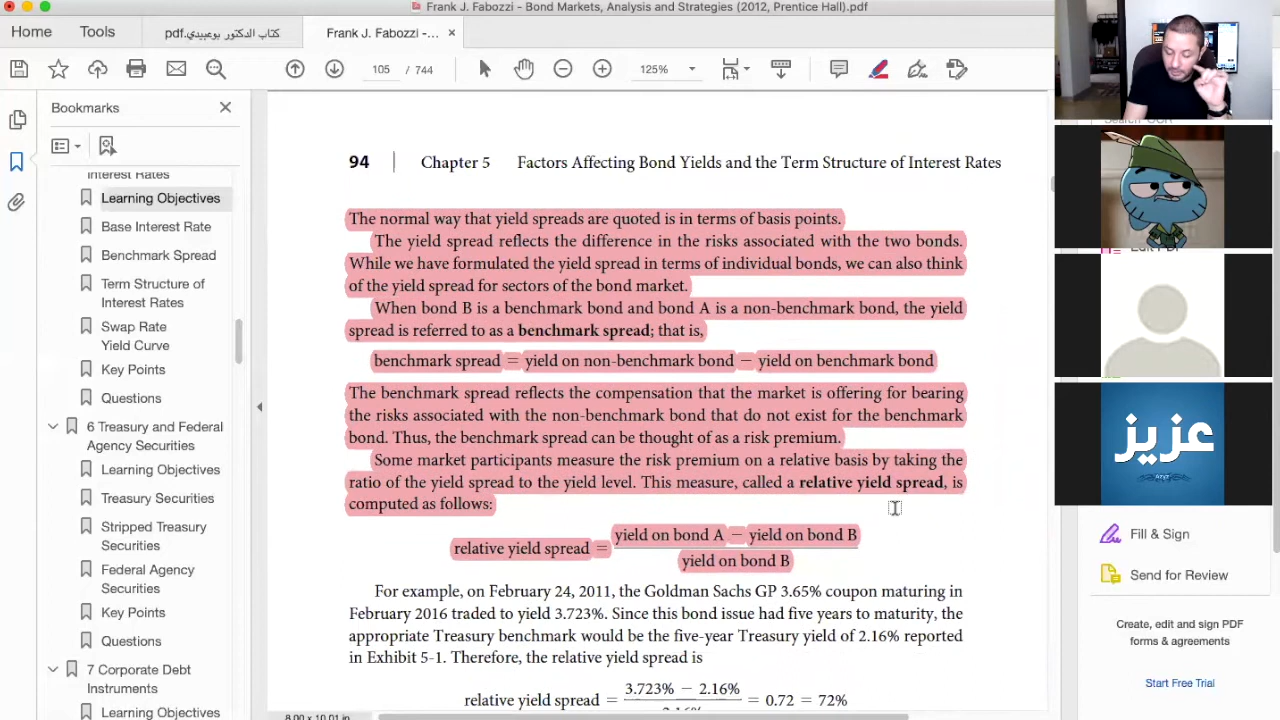 Frank J. Fabozzi - Bond Markets, Analysis and Strategies (2012, Prentice Hall).pdf
Home
Tools
كتاب الدكتور بوعبيدي.pdf
Frank J. Fabozzi -...
105 / 744
125%
Bookmarks
Interest Rates
Learning Objectives
Base Interest Rate
Benchmark Spread
Term Structure of
Interest Rates
Swap Rate
Yield Curve
Key Points
Questions
6 Treasury and Federal
Agency Securities
Learning Objectives
Treasury Securities
Stripped Treasury
Securities
Federal Agency
Securities
Key Points
Questions
7 Corporate Debt
Instruments
Learning Objectives
94 Chapter 5 Factors Affecting Bond Yields and the Term Structure of Interest Rates
The normal way that yield spreads are quoted is in terms of basis points.
The yield spread reflects the difference in the risks associated with the two bonds.
While we have formulated the yield spread in terms of individual bonds, we can also think
of the yield spread for sectors of the bond market.
When bond B is a benchmark bond and bond A is a non-benchmark bond, the yield
spread is referred to as a benchmark spread; that is,
benchmark spread = yield on non-benchmark bond − yield on benchmark bond
The benchmark spread reflects the compensation that the market is offering for bearing
the risks associated with the non-benchmark bond that do not exist for the benchmark
bond. Thus, the benchmark spread can be thought of as a risk premium.
Some market participants measure the risk premium on a relative basis by taking the
ratio of the yield spread to the yield level. This measure, called a relative yield spread, is
computed as follows:
yield on bond A − yield on bond B
relative yield spread =
yield on bond B
For example, on February 24, 2011, the Goldman Sachs GP 3.65% coupon maturing in
February 2016 traded to yield 3.723%. Since this bond issue had five years to maturity, the
appropriate Treasury benchmark would be the five-year Treasury yield of 2.16% reported
in Exhibit 5-1. Therefore, the relative yield spread is
3.723% − 2.16%
relative yield spread = = 0.72 = 72%
2.16%
8.00 x 10.01 in
Search 'OCR'
Edit PDF
عزيز
Azyz
Fill & Sign
Send for Review
Create, edit and sign PDF
forms & agreements
Start Free Trial